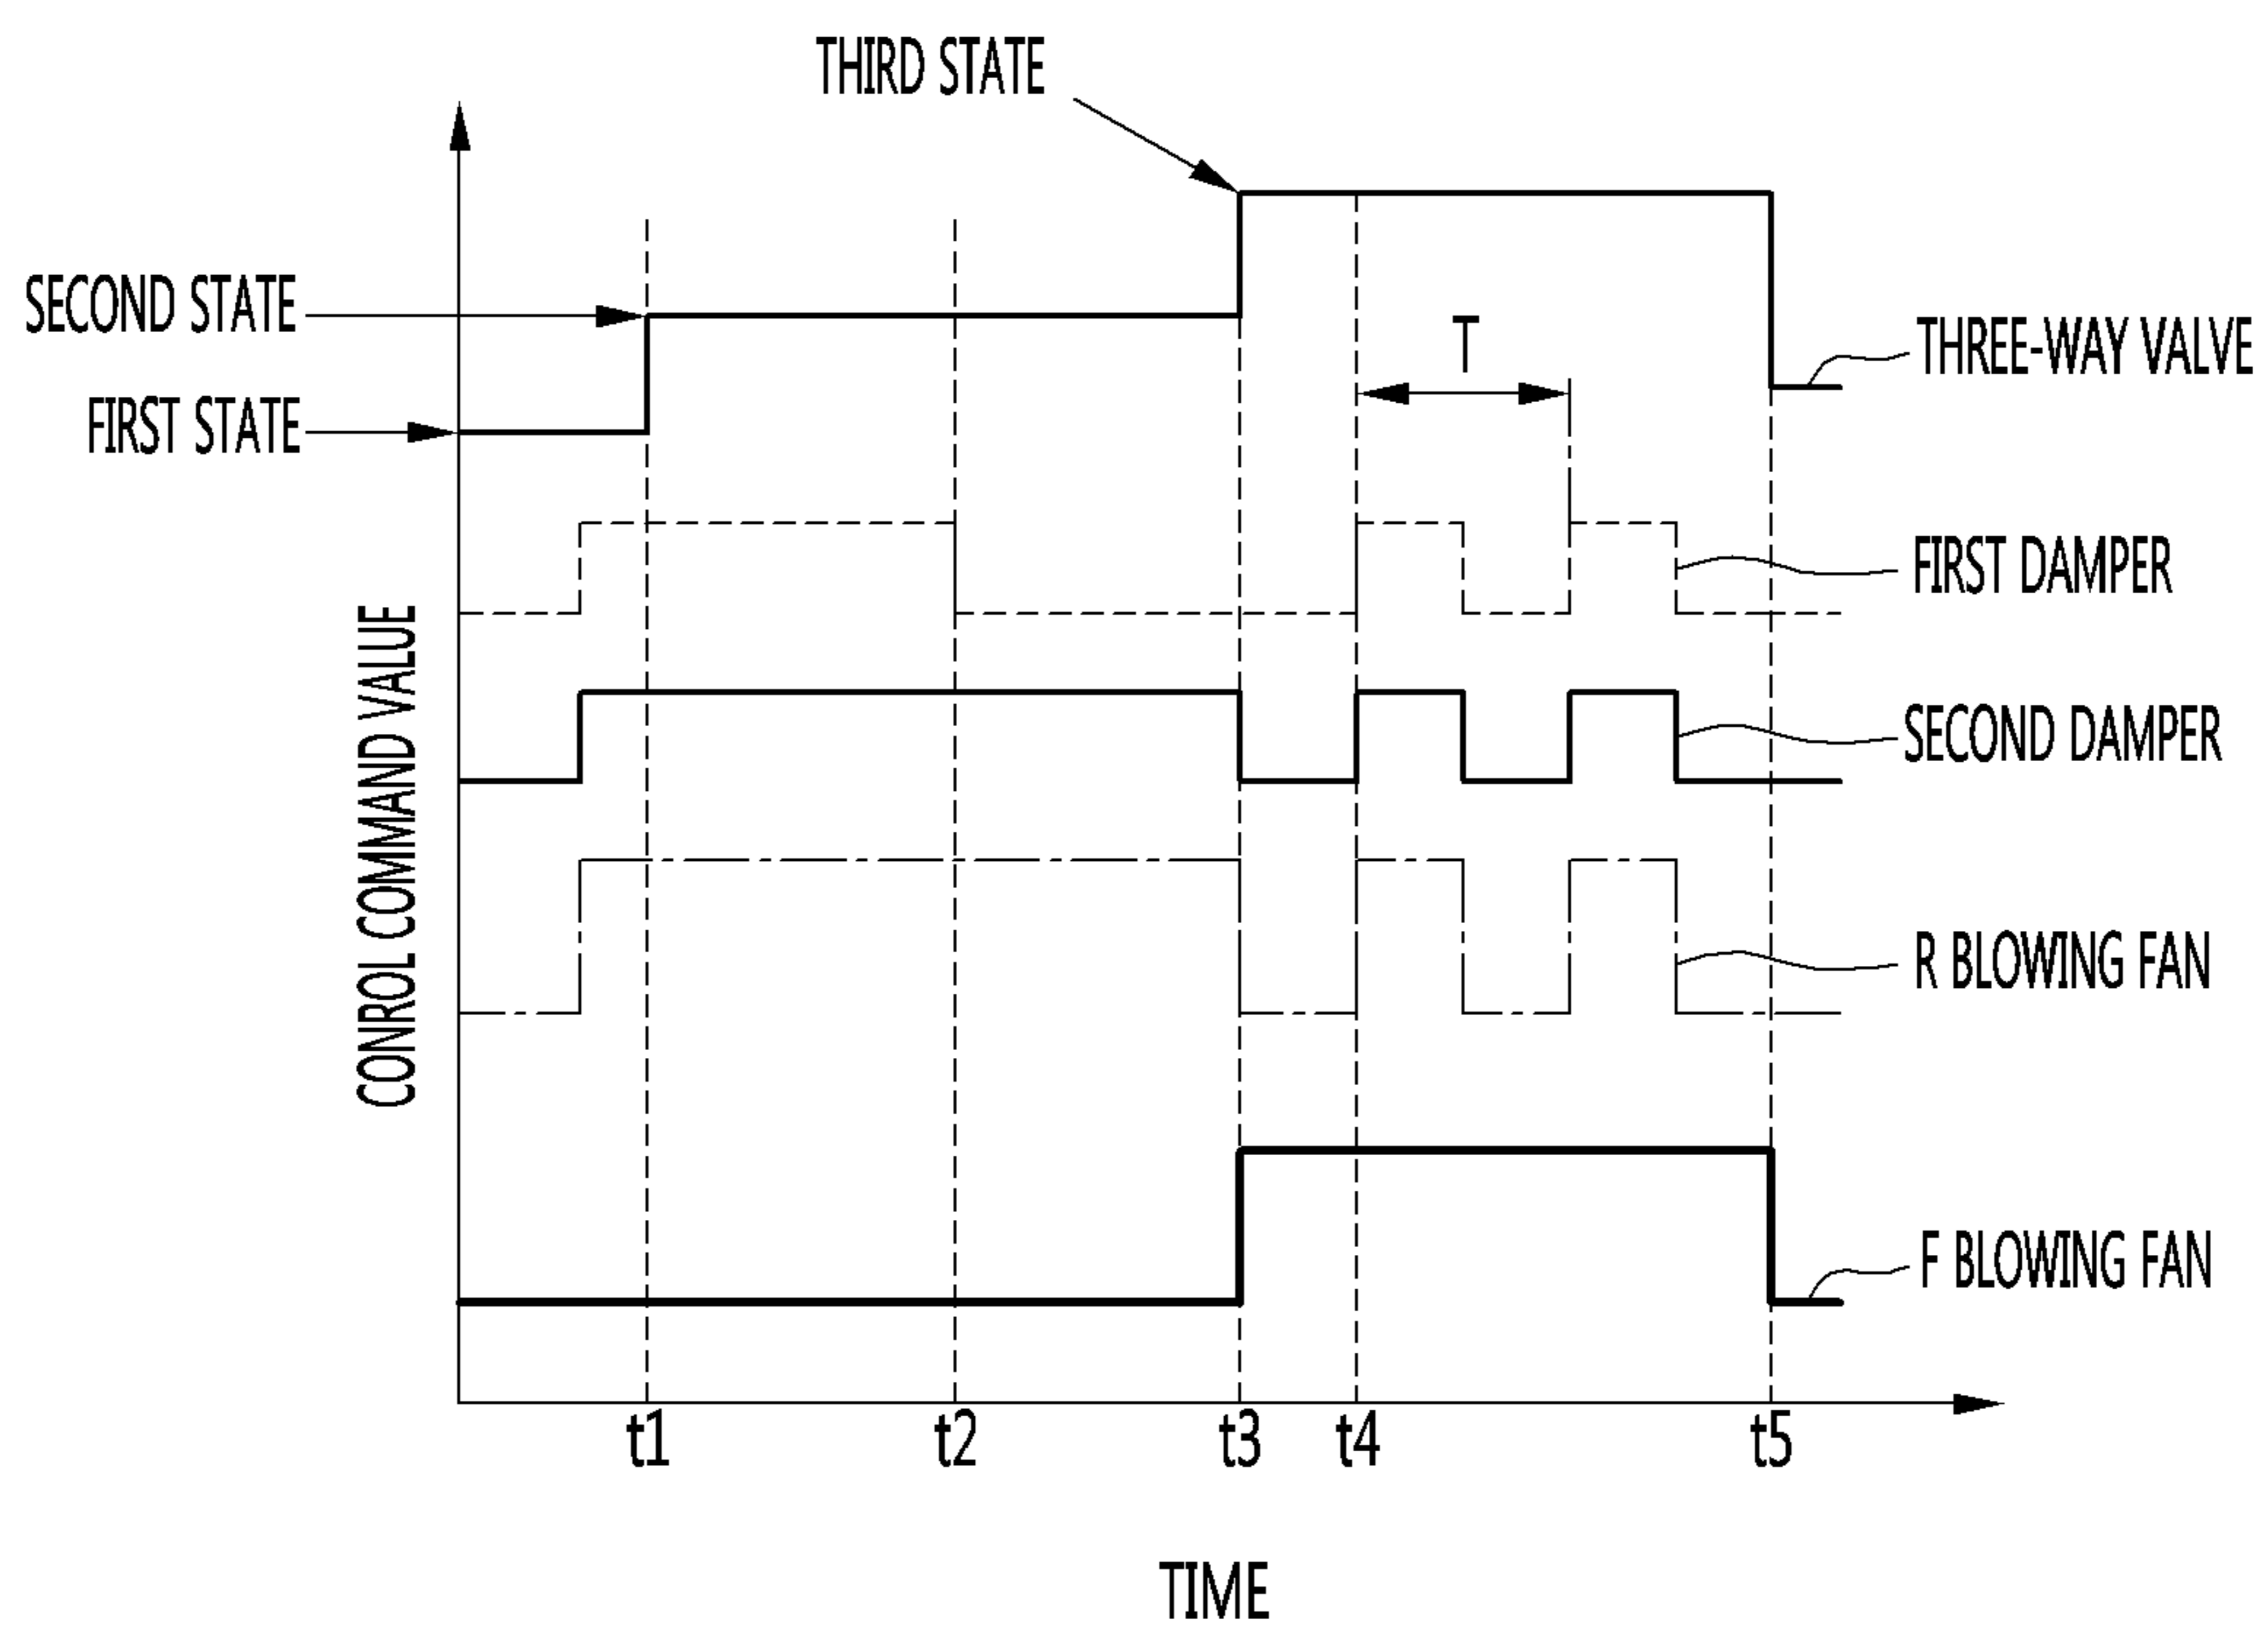 THIRD STATE
SECOND STATE
THREE-WAY VALVE
T
FIRST STATE
FIRST DAMPER
SECOND DAMPER
CONROL COMMAND VALUE
R BLOWING FAN
F BLOWING FAN
t1 t2 t3 t4 t5
TIME